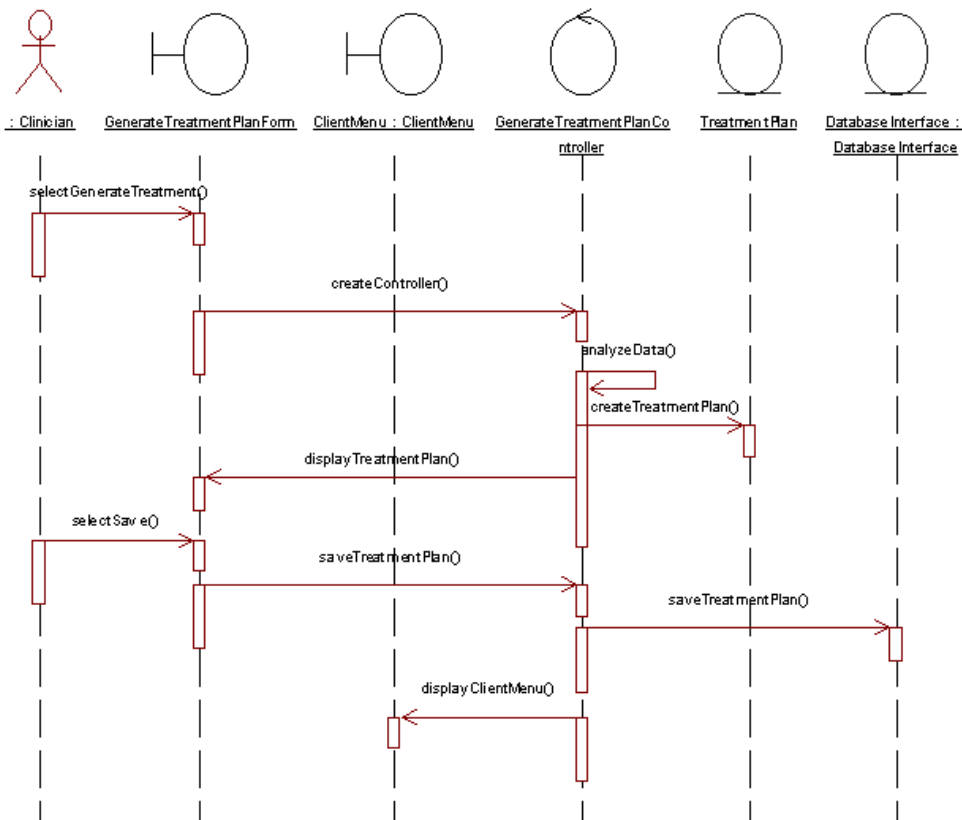 : Clinician
GenerateTreatmentPlanForm
ClientMenu : ClientMenu
GenerateTreatmentPlanCo
ntroller
TreatmentPlan
Database Interface :
Database Interface
selectGenerateTreatment()
createController()
analyzeData()
createTreatmentPlan()
displayTreatmentPlan()
selectSave()
saveTreatmentPlan()
saveTreatmentPlan()
displayClientMenu()